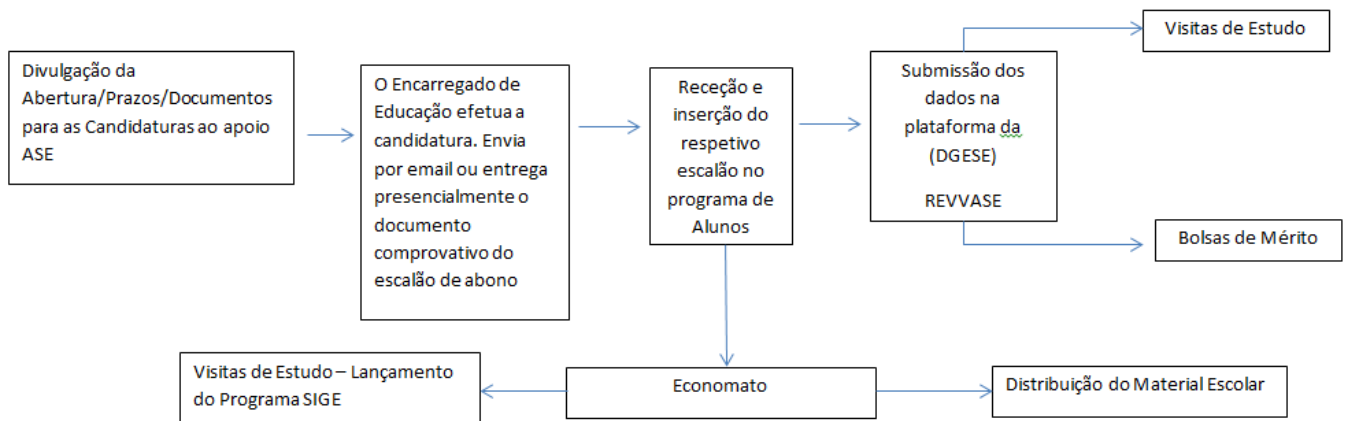 Divulgação da
Abertura/Prazos/Documentos
para as Candidaturas ao apoio
ASE
O Encarregado de
Educação efetua a
candidatura. Envia
por email ou entrega
presencialmente o
documento
comprovativo do
escalão de abono
Receção e
inserção do
respetivo
escalão no
programa de
Alunos
Submissão dos
dados na
plataforma da
(DGESE)
REVVASE
Visitas de Estudo
Bolsas de Mérito
Visitas de Estudo – Lançamento
do Programa SIGE
Economato
Distribuição do Material Escolar